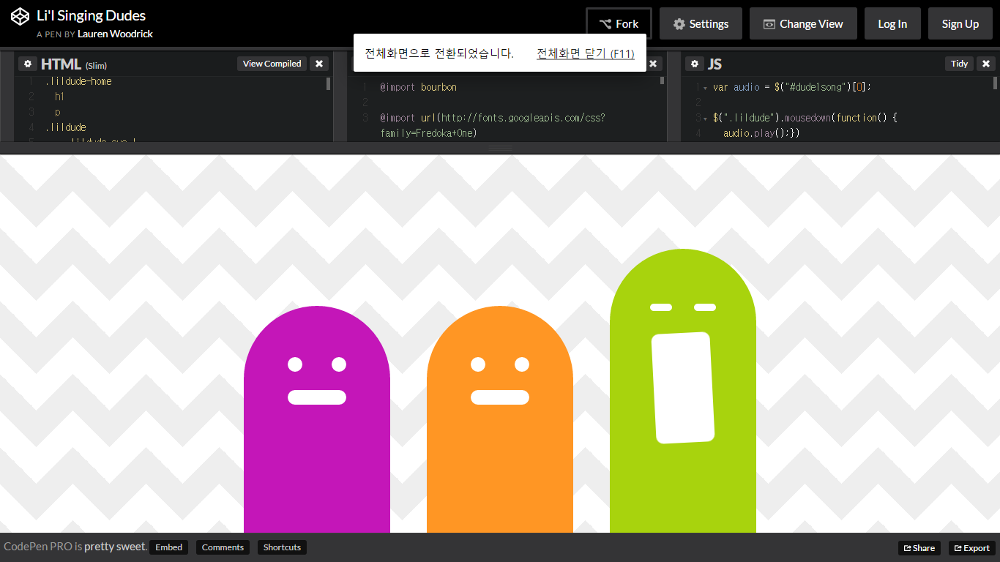 Li'l Singing Dudes
A PEN BY Lauren Woodrick
Fork
Settings
Change View
Log In
Sign Up
전체화면으로 전환되었습니다. 전체화면 닫기 (F11)
HTML (Slim)
View Compiled
1 .lildude-home
2 h1
3 p
4 .lildude
1 @import bourbon
2
3 @import url(http://fonts.googleapis.com/css?
family=Fredoka+One)
JS
Tidy
1 var audio = $("#dude1song")[0];
2
3 $(".lildude").mousedown(function() {
4 audio.play();})
CodePen PRO is pretty sweet.
Embed
Comments
Shortcuts
Share
Export